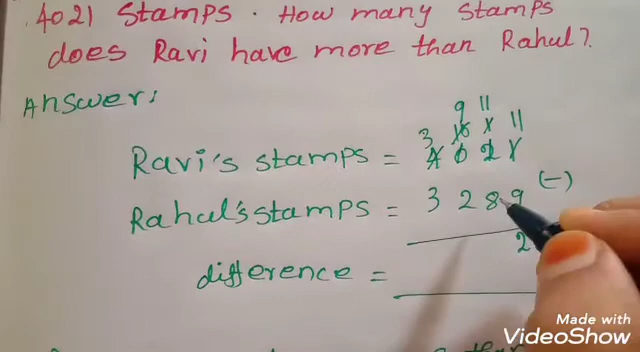 4021 Stamps. How many stamps
does Ravi have more than Rahul?
Answer:
9 11
3 10 1 11
Ravi's stamps = 4 0 2 1
Rahul's stamps = 3 2 8 9 (-)
2
difference =
Made with
VideoShow